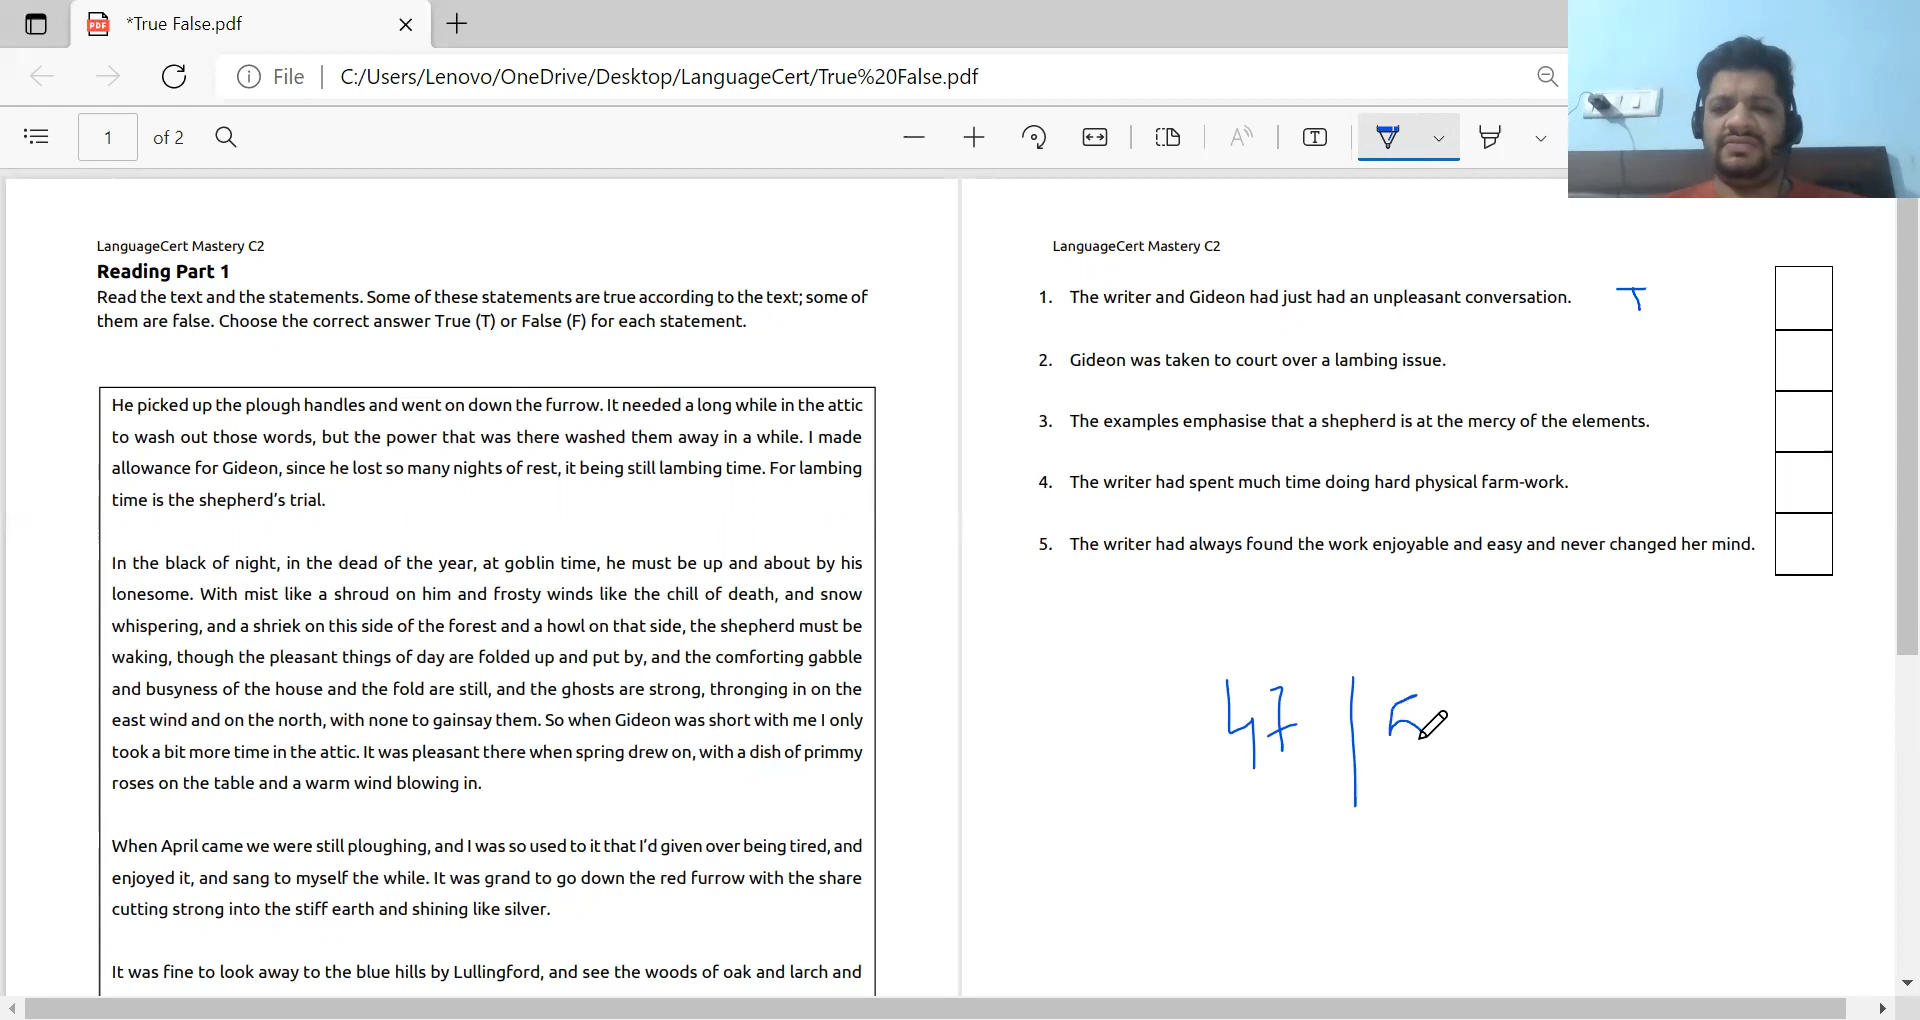 *True False.pdf
File
C:/Users/Lenovo/OneDrive/Desktop/LanguageCert/True%20False.pdf
1 of 2
LanguageCert Mastery C2
Reading Part 1
Read the text and the statements. Some of these statements are true according to the text; some of
them are false. Choose the correct answer True (T) or False (F) for each statement.
He picked up the plough handles and went on down the furrow. It needed a long while in the attic
to wash out those words, but the power that was there washed them away in a while. I made
allowance for Gideon, since he lost so many nights of rest, it being still lambing time. For lambing
time is the shepherd's trial.
In the black of night, in the dead of the year, at goblin time, he must be up and about by his
lonesome. With mist like a shroud on him and frosty winds like the chill of death, and snow
whispering, and a shriek on this side of the forest and a howl on that side, the shepherd must be
waking, though the pleasant things of day are folded up and put by, and the comforting gabble
and busyness of the house and the fold are still, and the ghosts are strong, thronging in on the
east wind and on the north, with none to gainsay them. So when Gideon was short with me I only
took a bit more time in the attic. It was pleasant there when spring drew on, with a dish of primmy
roses on the table and a warm wind blowing in.
When April came we were still ploughing, and I was so used to it that I'd given over being tired, and
enjoyed it, and sang to myself the while. It was grand to go down the red furrow with the share
cutting strong into the stiff earth and shining like silver.
It was fine to look away to the blue hills by Lullingford, and see the woods of oak and larch and
LanguageCert Mastery C2
1. The writer and Gideon had just had an unpleasant conversation. T
2. Gideon was taken to court over a lambing issue.
3. The examples emphasise that a shepherd is at the mercy of the elements.
4. The writer had spent much time doing hard physical farm-work.
5. The writer had always found the work enjoyable and easy and never changed her mind.
47 | 5